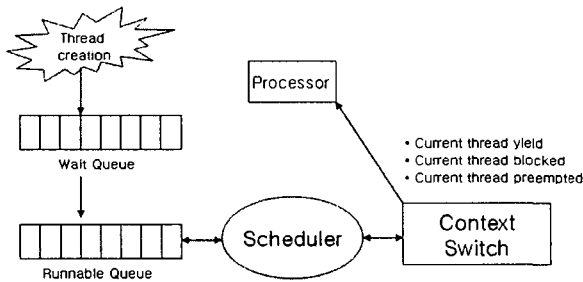 Thread
creation
Processor
• Current thread yield
• Current thread blocked
• Current thread preempted
Wait Queue
Scheduler
Context
Switch
Runnable Queue